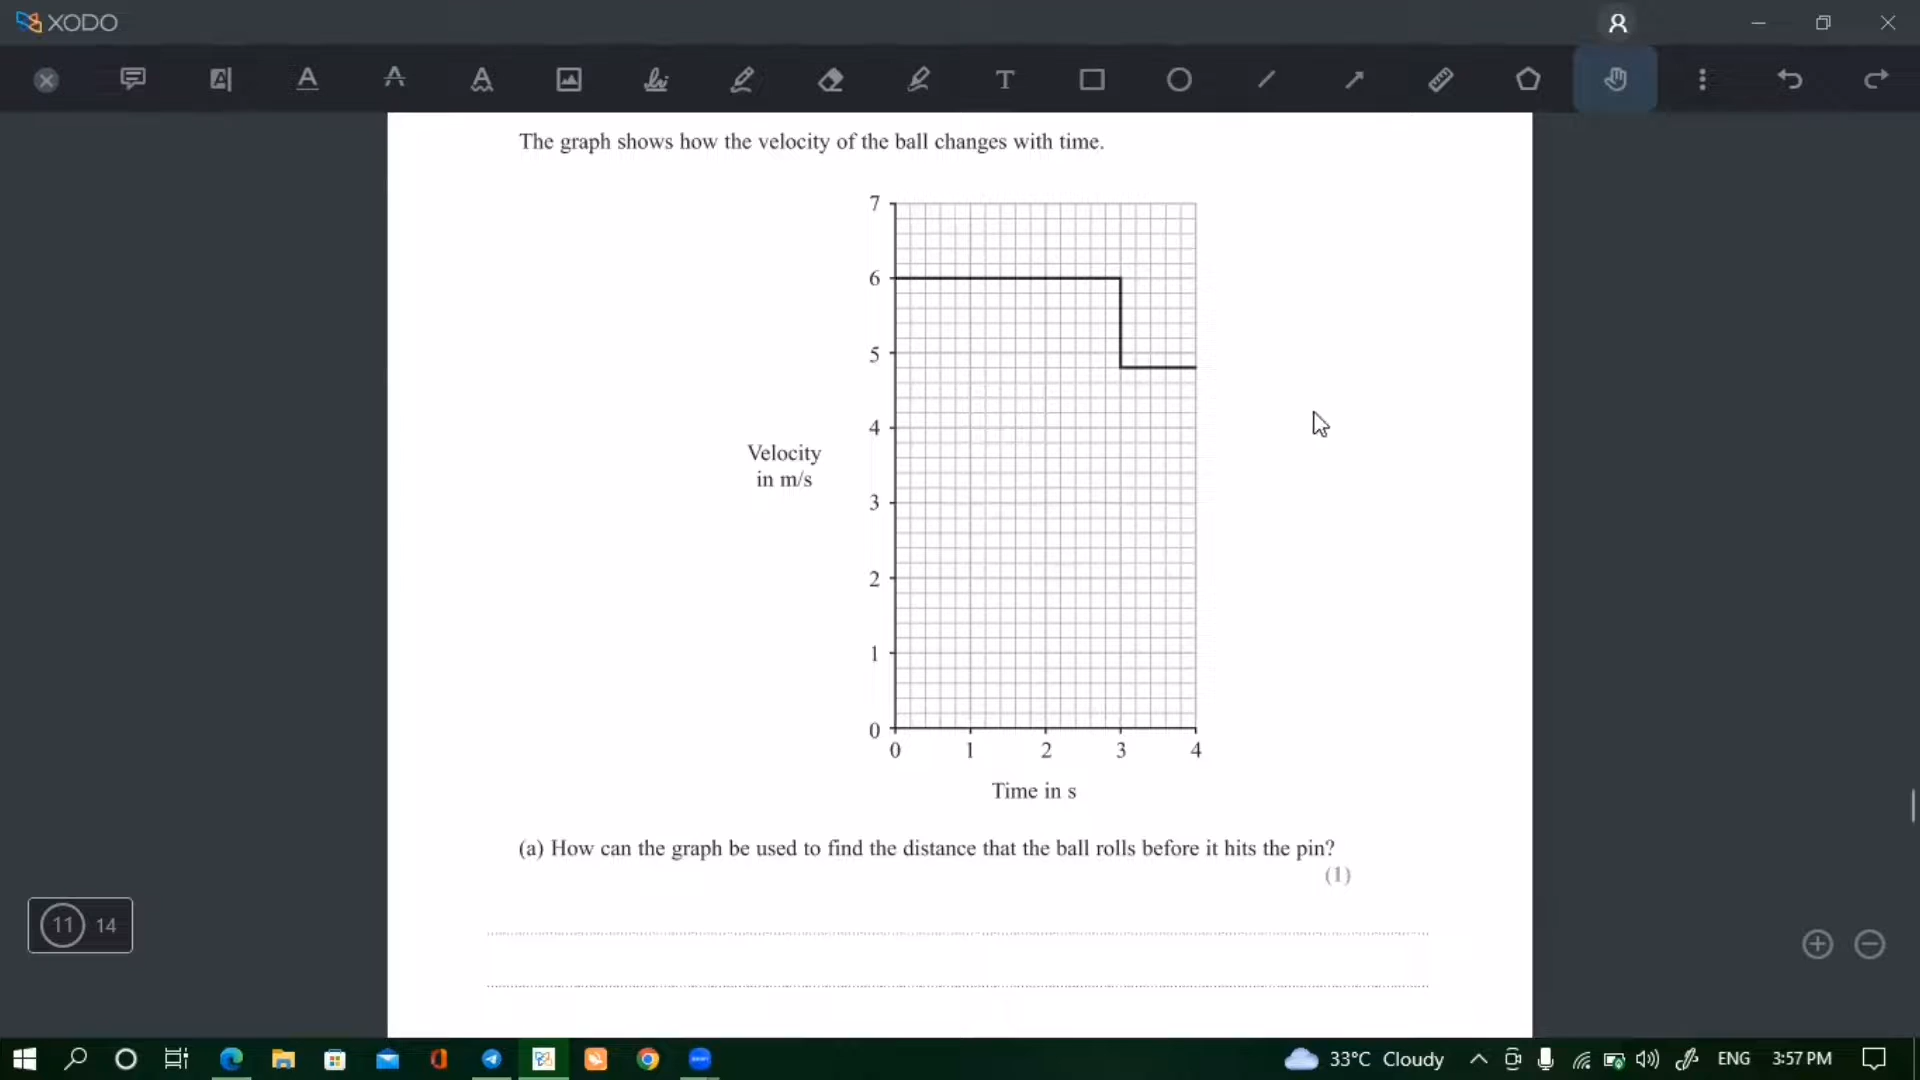 XODO
The graph shows how the velocity of the ball changes with time.
7
6
5
4
Velocity
in m/s
3
2
1
0
0 1 2 3 4
Time in s
(a) How can the graph be used to find the distance that the ball rolls before it hits the pin?
(1)
11 14
33°C Cloudy ENG 3:57 PM